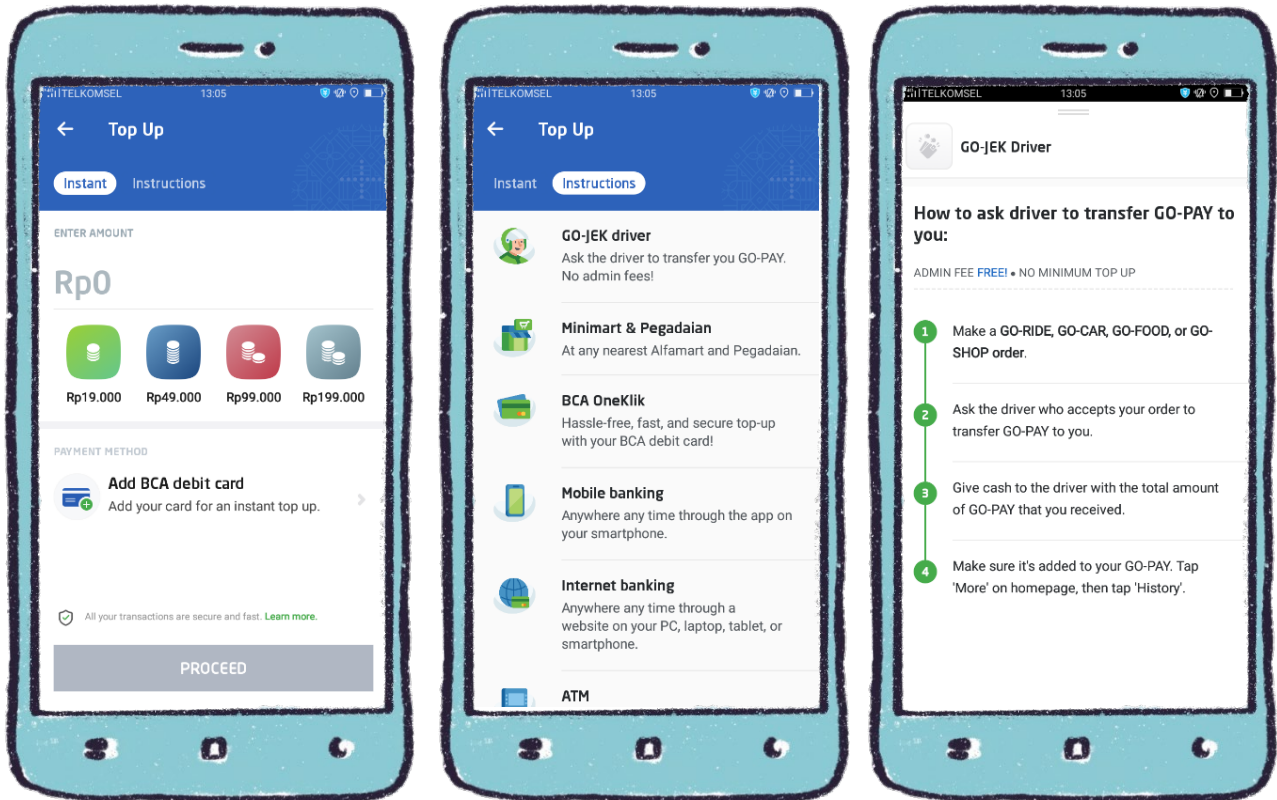 TELKOMSEL 13:05
Top Up
Instant Instructions
ENTER AMOUNT
Rp0
Rp19.000 Rp49.000 Rp99.000 Rp199.000
PAYMENT METHOD
Add BCA debit card
Add your card for an instant top up.
All your transactions are secure and fast. Learn more.
PROCEED
TELKOMSEL 13:05
Top Up
Instant Instructions
GO-JEK driver
Ask the driver to transfer you GO-PAY.
No admin fees!
Minimart & Pegadaian
At any nearest Alfamart and Pegadaian.
BCA OneKlik
Hassle-free, fast, and secure top-up
with your BCA debit card!
Mobile banking
Anywhere any time through the app on
your smartphone.
Internet banking
Anywhere any time through a
website on your PC, laptop, tablet, or
smartphone.
ATM
TELKOMSEL 13:05
GO-JEK Driver
How to ask driver to transfer GO-PAY to
you:
ADMIN FEE FREE! • NO MINIMUM TOP UP
1 Make a GO-RIDE, GO-CAR, GO-FOOD, or GO-
SHOP order.
2 Ask the driver who accepts your order to
transfer GO-PAY to you.
3 Give cash to the driver with the total amount
of GO-PAY that you received.
4 Make sure it's added to your GO-PAY. Tap
'More' on homepage, then tap 'History'.